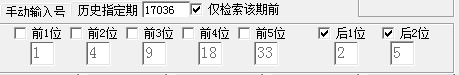 手动输入号 历史指定期 17036 仅检索该期前
前1位 前2位 前3位 前4位 前5位 后1位 后2位
1 4 9 18 33 2 5